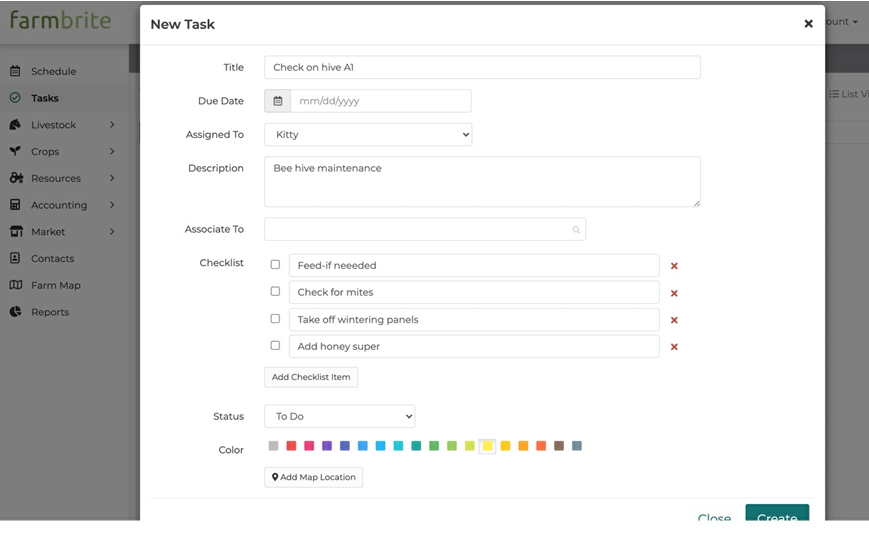 farmbrite
New Task
ount
Schedule
Tasks
Livestock
Crops
Resources
Accounting
Market
Contacts
Farm Map
Reports
List Vi
Title Check on hive A1
Due Date mm/dd/yyyy
Assigned To Kitty
Description Bee hive maintenance
Associate To
Checklist Feed-if neeeded
Check for mites
Take off wintering panels
Add honey super
Add Checklist Item
Status To Do
Color
Add Map Location
Close Create